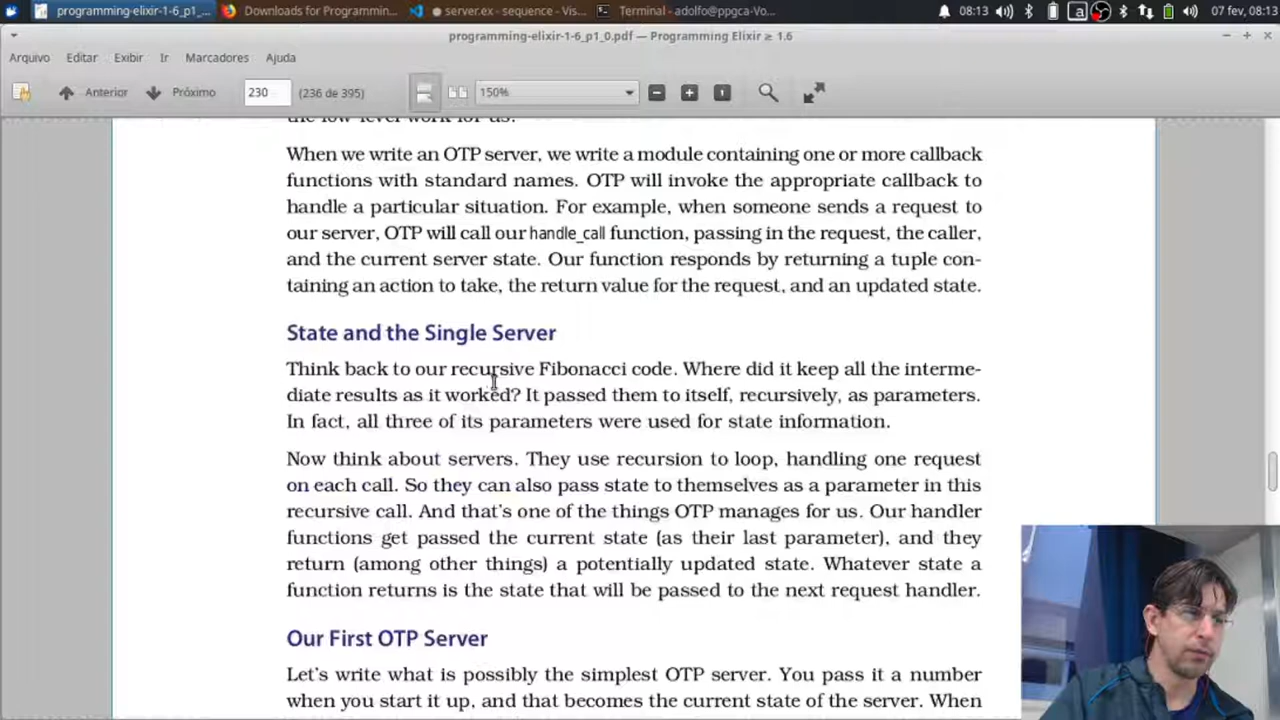 programming-elixir-1-6_p1_...
Downloads for Programmin...
● server.ex - sequence - Vis...
Terminal - adolfo@ppgca-Vo...
08:13
07 fev, 08:13
programming-elixir-1-6_p1_0.pdf — Programming Elixir ≥ 1.6
Arquivo Editar Exibir Ir Marcadores Ajuda
Anterior Próximo 230 (236 de 395) 150%
the low-level work for us.
When we write an OTP server, we write a module containing one or more callback
functions with standard names. OTP will invoke the appropriate callback to
handle a particular situation. For example, when someone sends a request to
our server, OTP will call our handle_call function, passing in the request, the caller,
and the current server state. Our function responds by returning a tuple con-
taining an action to take, the return value for the request, and an updated state.
State and the Single Server
Think back to our recursive Fibonacci code. Where did it keep all the interme-
diate results as it worked? It passed them to itself, recursively, as parameters.
In fact, all three of its parameters were used for state information.
Now think about servers. They use recursion to loop, handling one request
on each call. So they can also pass state to themselves as a parameter in this
recursive call. And that's one of the things OTP manages for us. Our handler
functions get passed the current state (as their last parameter), and they
return (among other things) a potentially updated state. Whatever state a
function returns is the state that will be passed to the next request handler.
Our First OTP Server
Let's write what is possibly the simplest OTP server. You pass it a number
when you start it up, and that becomes the current state of the server. When